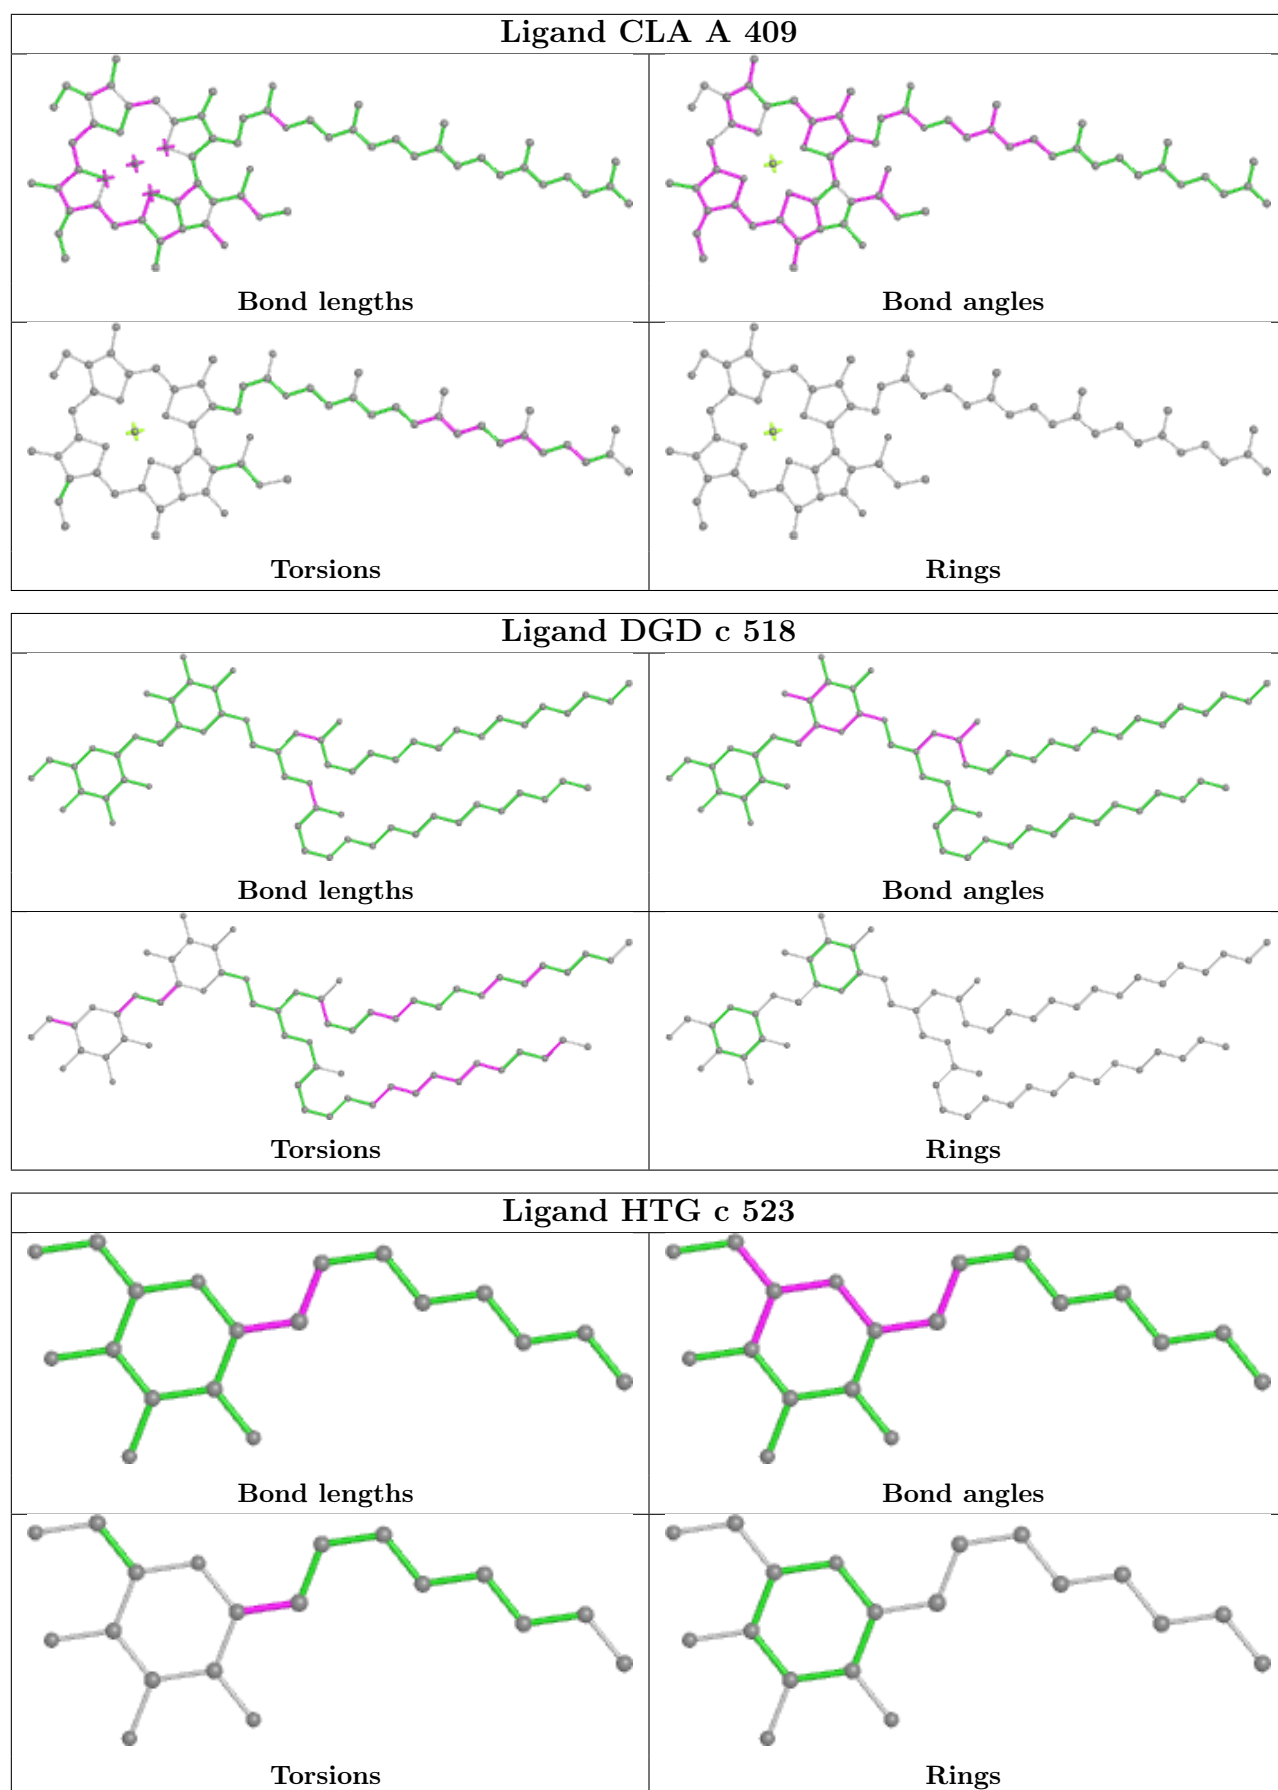 Ligand CLA A 409
Bond lengths
Bond angles
Torsions
Rings
Ligand DGD c 518
Bond lengths
Bond angles
Torsions
Rings
Ligand HTG c 523
Bond lengths
Bond angles
Torsions
Rings